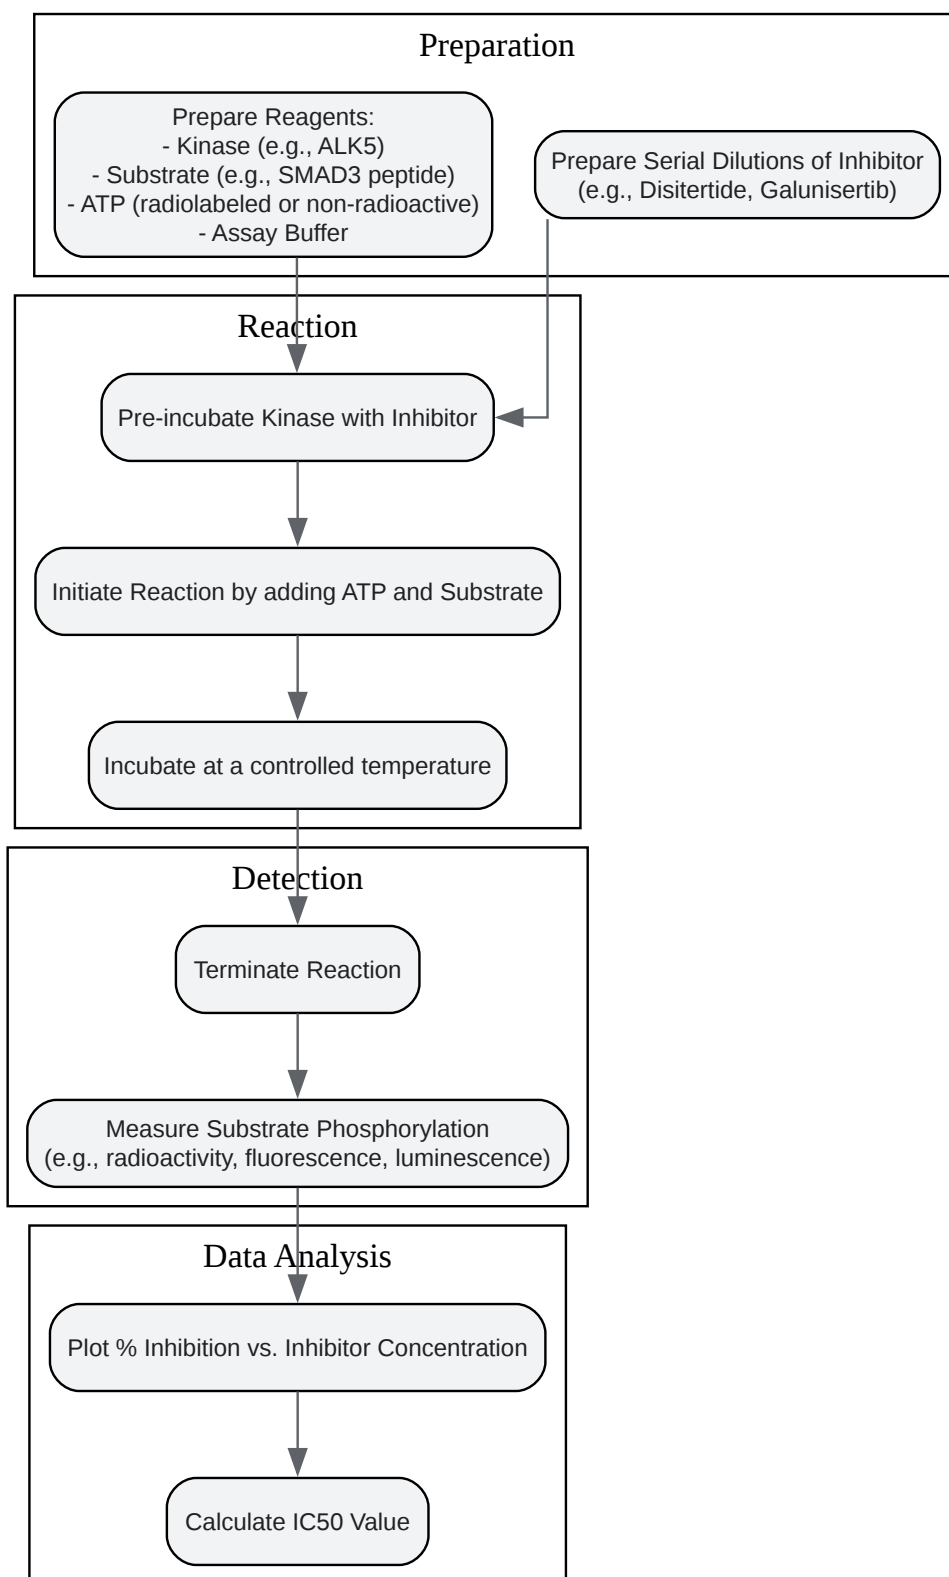 Preparation
Prepare Reagents:
- Kinase (e.g., ALK5)
- Substrate (e.g., SMAD3 peptide)
- ATP (radiolabeled or non-radioactive)
- Assay Buffer
Prepare Serial Dilutions of Inhibitor
(e.g., Disitertide, Galunisertib)
Reaction
Pre-incubate Kinase with Inhibitor
Initiate Reaction by adding ATP and Substrate
Incubate at a controlled temperature
Detection
Terminate Reaction
Measure Substrate Phosphorylation
(e.g., radioactivity, fluorescence, luminescence)
Data Analysis
Plot % Inhibition vs. Inhibitor Concentration
Calculate IC50 Value